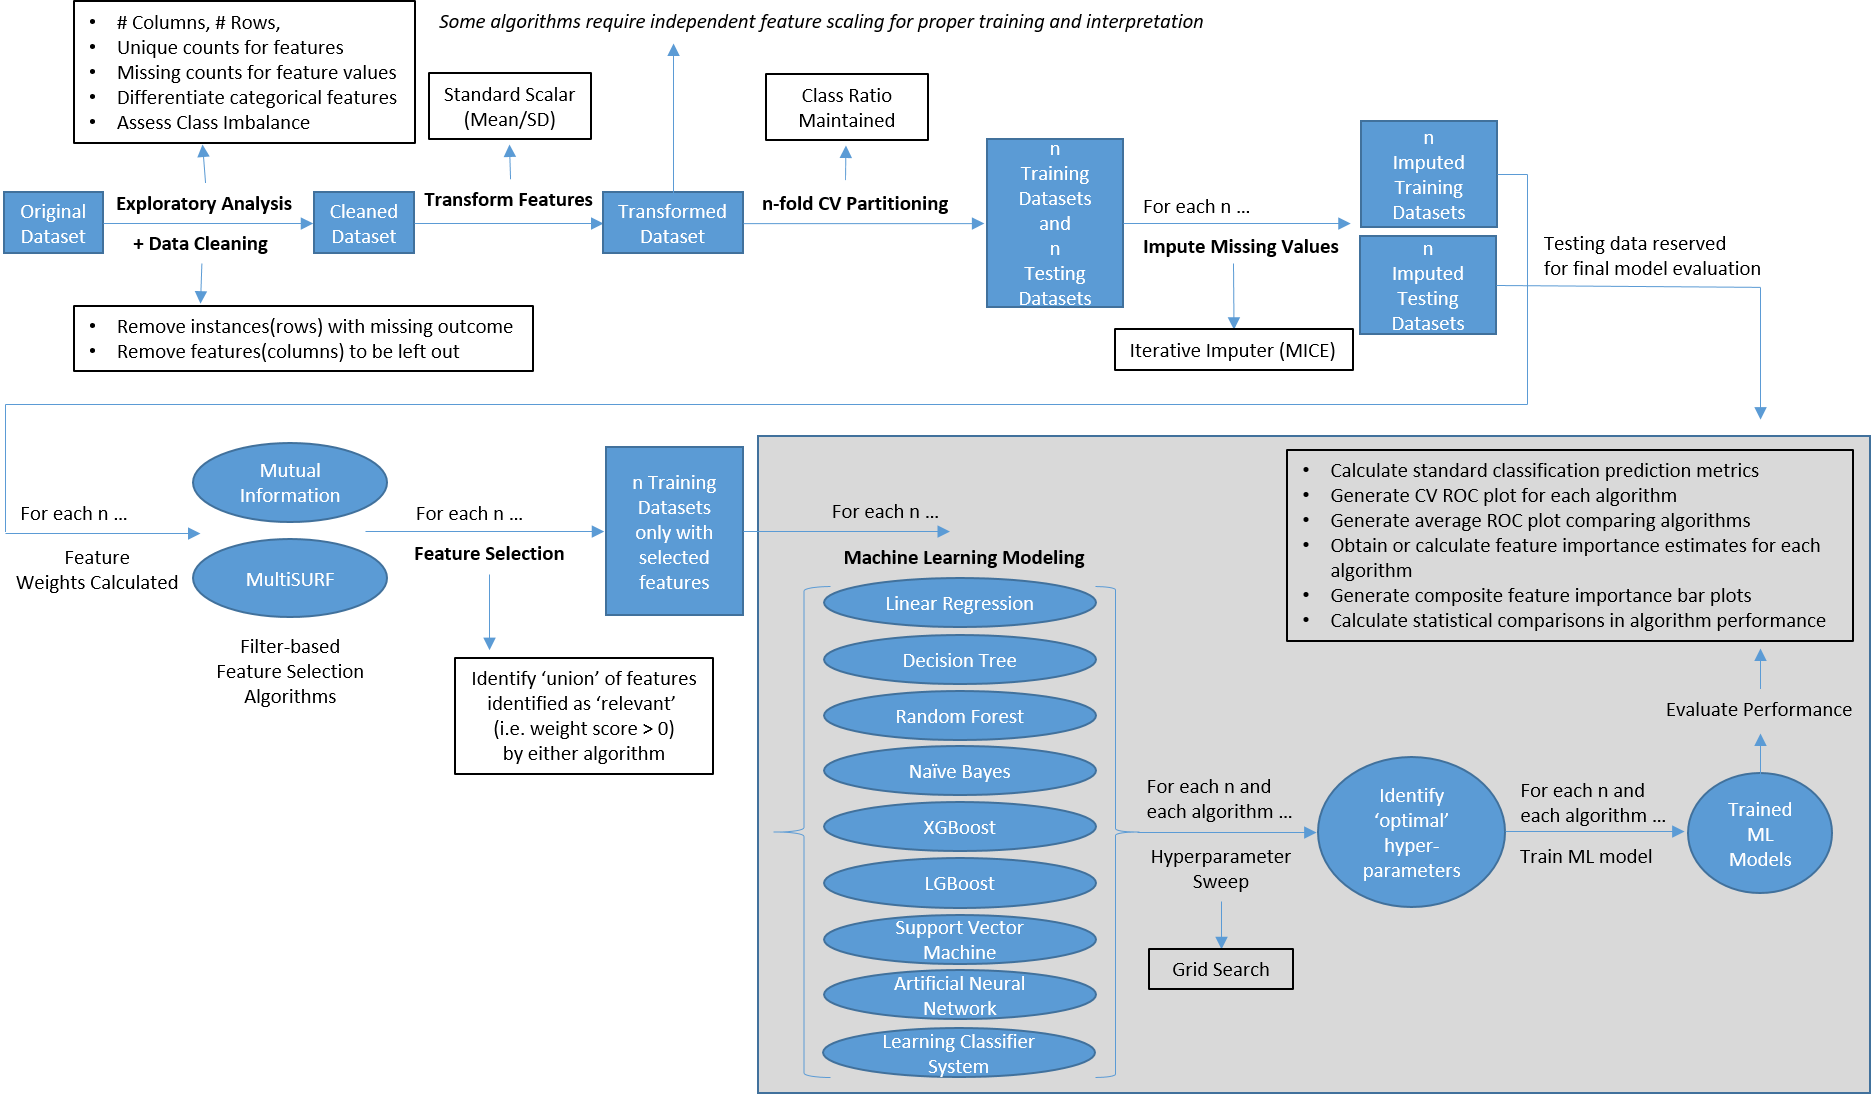 # Columns, # Rows,
Unique counts for features
Missing counts for feature values
Differentiate categorical features
Assess Class Imbalance
Some algorithms require independent feature scaling for proper training and interpretation
Standard Scalar
(Mean/SD)
Class Ratio
Maintained
Original
Dataset
Exploratory Analysis
+ Data Cleaning
Cleaned
Dataset
Transform Features
Transformed
Dataset
n-fold CV Partitioning
n
Training
Datasets
and
n
Testing
Datasets
For each n ...
Impute Missing Values
n
Imputed
Training
Datasets
n
Imputed
Testing
Datasets
Testing data reserved
for final model evaluation
Remove instances(rows) with missing outcome
Remove features(columns) to be left out
Iterative Imputer (MICE)
For each n ...
Feature
Weights Calculated
Mutual
Information
MultiSURF
Filter-based
Feature Selection
Algorithms
For each n ...
Feature Selection
Identify ‘union’ of features
identified as ‘relevant’
(i.e. weight score > 0)
by either algorithm
n Training
Datasets
only with
selected
features
For each n ...
Machine Learning Modeling
Linear Regression
Decision Tree
Random Forest
Naïve Bayes
XGBoost
LGBoost
Support Vector
Machine
Artificial Neural
Network
Learning Classifier
System
For each n and
each algorithm ...
Hyperparameter
Sweep
Grid Search
Identify
‘optimal’
hyper-
parameters
For each n and
each algorithm ...
Train ML model
Trained
ML
Models
Evaluate Performance
Calculate standard classification prediction metrics
Generate CV ROC plot for each algorithm
Generate average ROC plot comparing algorithms
Obtain or calculate feature importance estimates for each
algorithm
Generate composite feature importance bar plots
Calculate statistical comparisons in algorithm performance